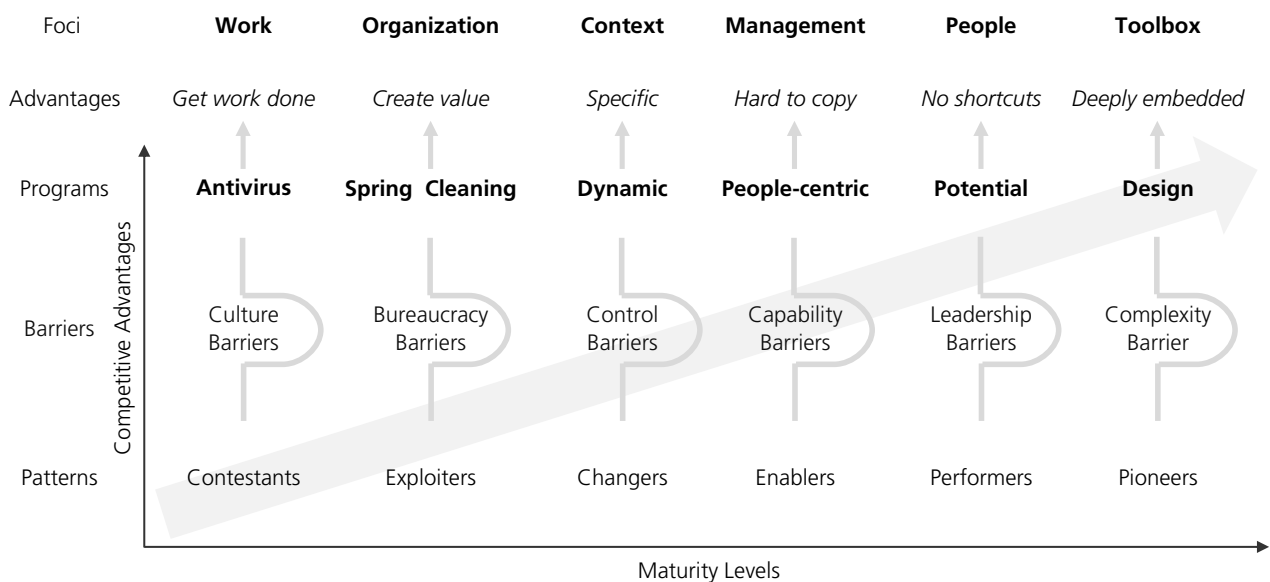 Foci Work Organization Context Management People Toolbox
Advantages Get work done Create value Specific Hard to copy No shortcuts Deeply embedded
Programs Antivirus Spring Cleaning Dynamic People-centric Potential Design
Competitive Advantages
Barriers
Culture Bureaucracy Control Capability Leadership Complexity
Barriers Barriers Barriers Barriers Barriers Barrier
Patterns Contestants Exploiters Changers Enablers Performers Pioneers
Maturity Levels